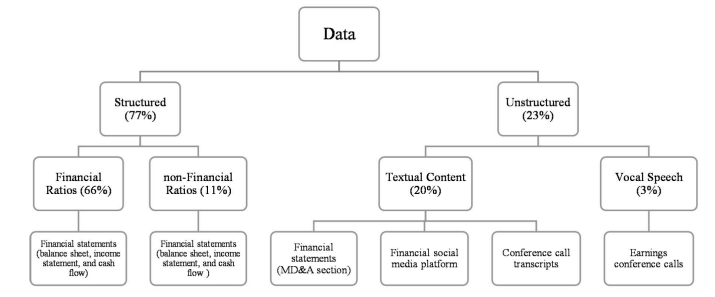 Data
Structured
(77%)
Unstructured
(23%)
Financial
Ratios (66%)
non-Financial
Ratios (11%)
Textual Content
(20%)
Vocal Speech
(3%)
Financial statements
(balance sheet, income
statement, and cash
flow)
Financial statements
(balance sheet, income
statement, and cash
flow )
Financial
statements
(MD&A section)
Financial social
media platform
Conference call
transcripts
Earnings
conference calls